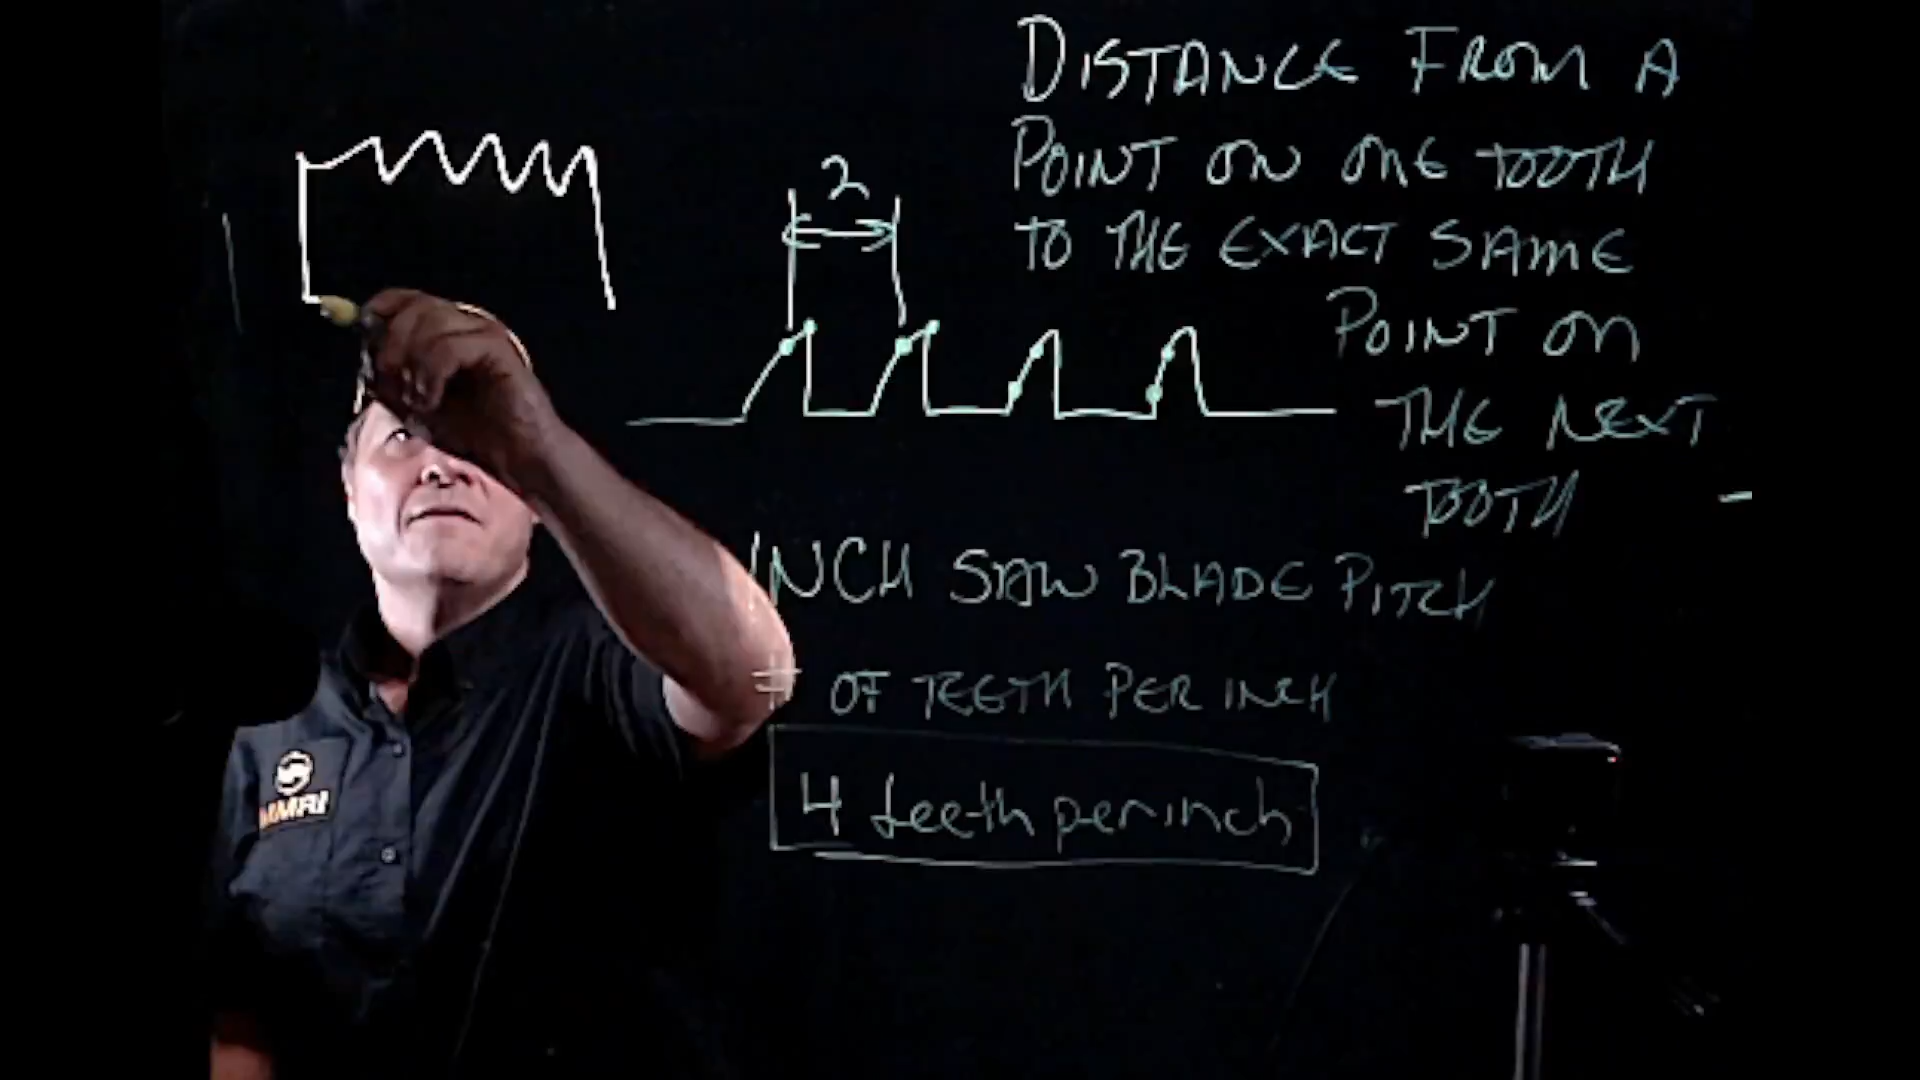 DISTANCE FROM A
POINT ON ONE TOOTH
TO THE EXACT SAME
POINT ON
THE NEXT
TOOTH -
2
INCH SAW BLADE PITCH
# OF TEETH PER INCH
4 teeth per inch
MMRI